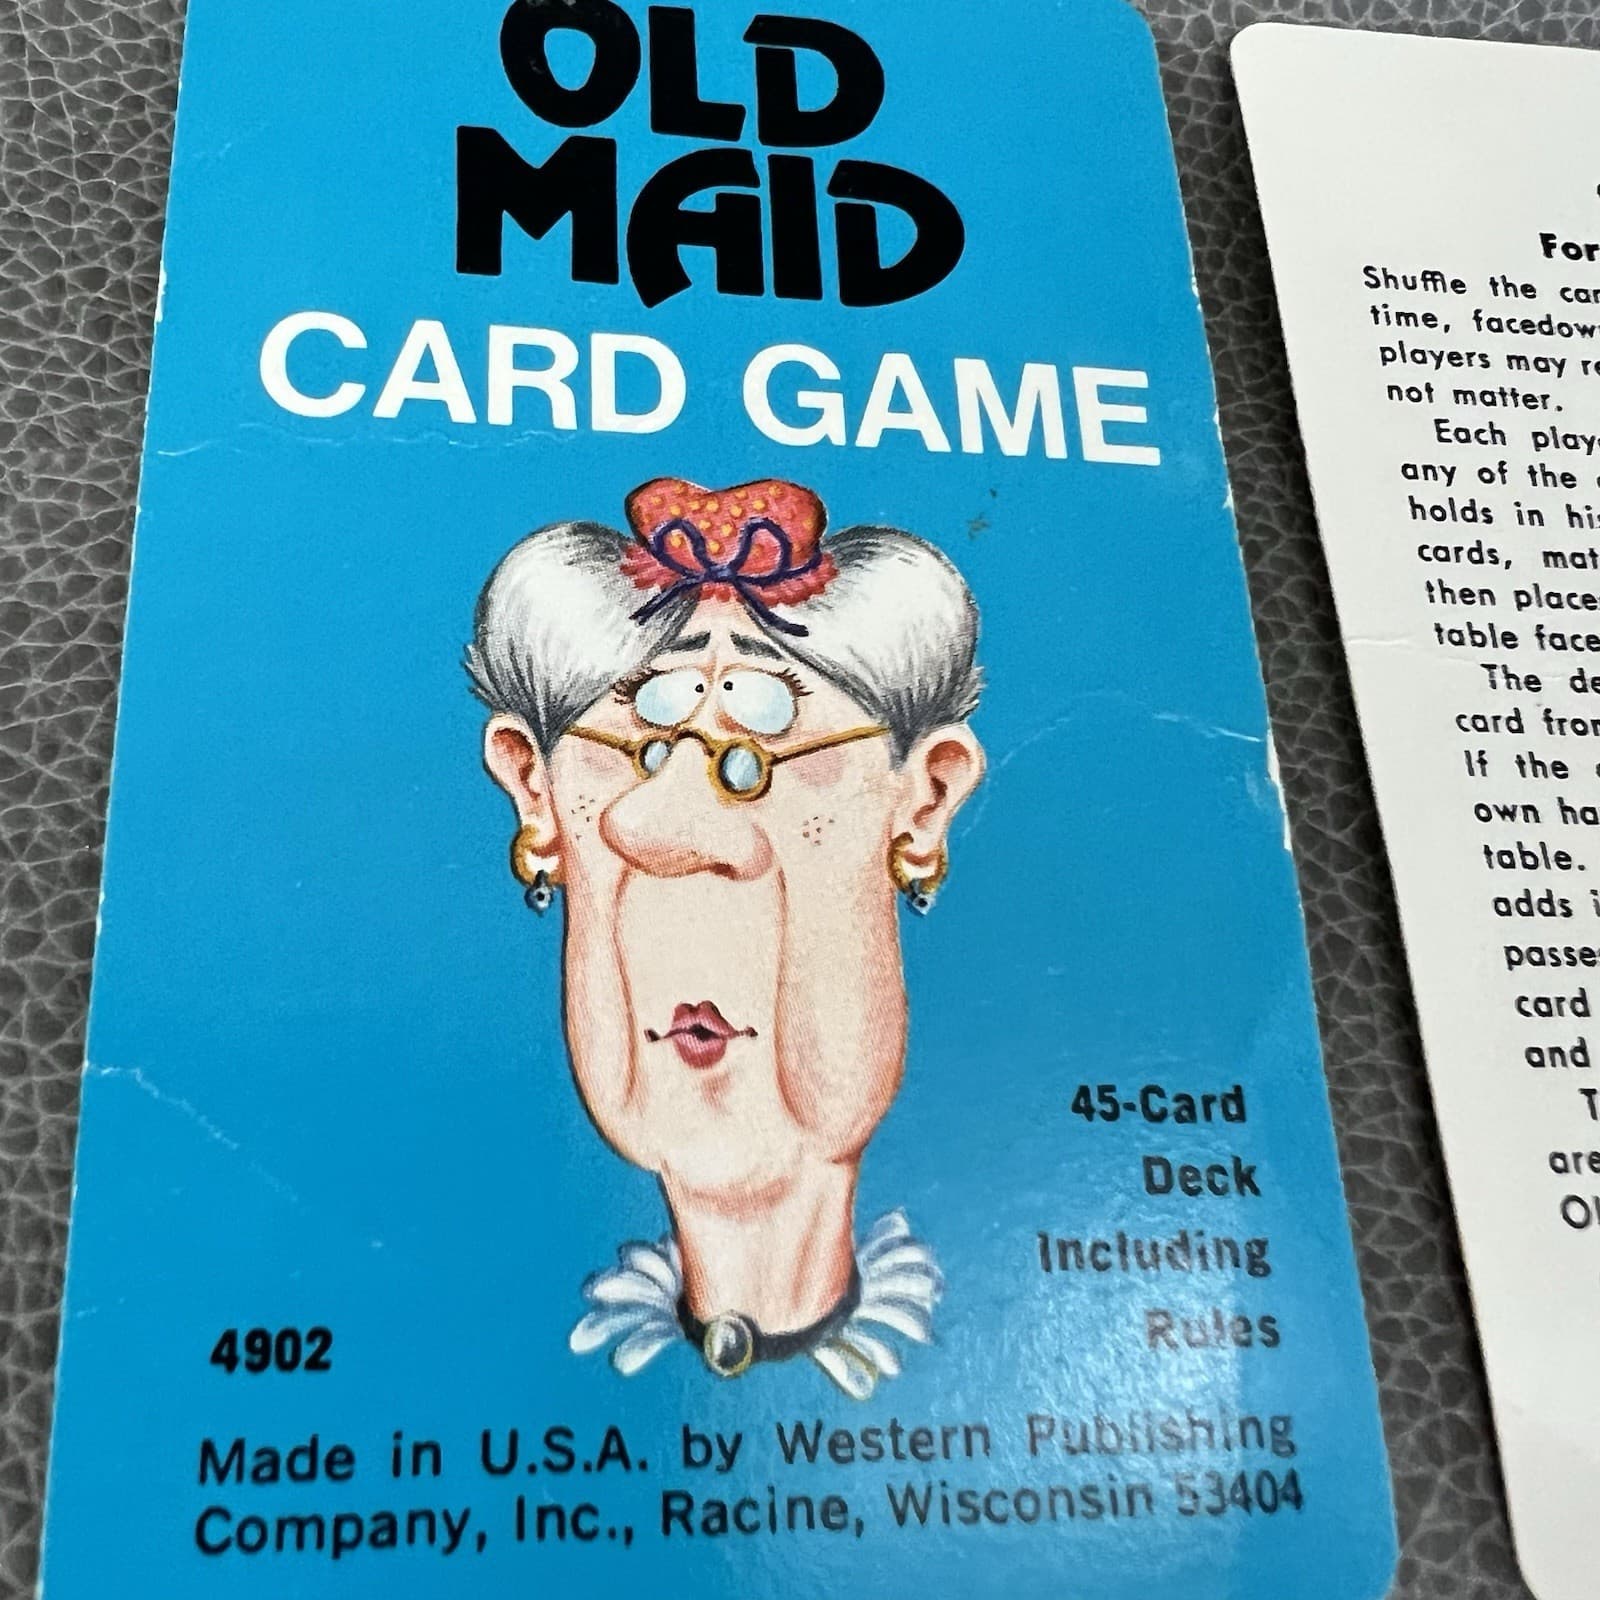 OLD
MAID
CARD GAME
45-Card
Deck
Including
Rules
4902
Made in U.S.A. by Western Publishing
Company, Inc., Racine, Wisconsin 53404
For
Shuffle the car
time, facedow
players may re
not matter.
Each play
any of the
holds in his
cards, mat
then place
table face
The de
card from
If the
own ha
table.
adds i
passe
card
and
T
are
Ol